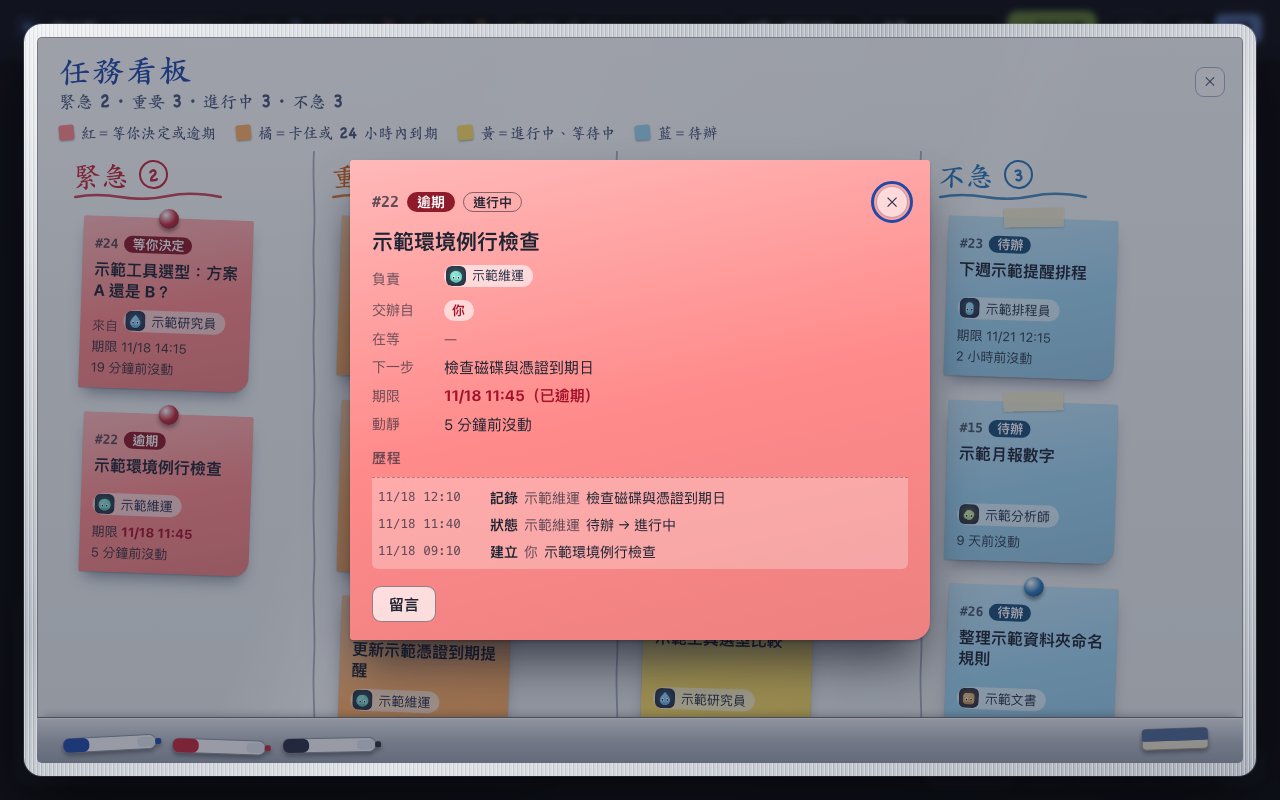 任務看板
緊急 2 · 重要 3 · 進行中 3 · 不急 3
紅＝等你決定或逾期 橘＝卡住或 24 小時內到期 黃＝進行中、等待中 藍＝待辦
緊急 2
#24 等你決定
示範工具選型：方案
A 還是 B？
來自 示範研究員
期限 11/18 14:15
19 分鐘前沒動
#22 逾期
示範環境例行檢查
示範維運
期限 11/18 11:45
5 分鐘前沒動
#22 逾期 進行中
示範環境例行檢查
負責 示範維運
交辦自 你
在等 —
下一步 檢查磁碟與憑證到期日
期限 11/18 11:45（已逾期）
動靜 5 分鐘前沒動
歷程
11/18 12:10 記錄 示範維運 檢查磁碟與憑證到期日
11/18 11:40 狀態 示範維運 待辦 → 進行中
11/18 09:10 建立 你 示範環境例行檢查
留言
更新示範憑證到期提
醒
示範維運
示範工具選型比較
示範研究員
不急 3
#23 待辦
下週示範提醒排程
示範排程員
期限 11/21 12:15
2 小時前沒動
#15 待辦
示範月報數字
示範分析師
9 天前沒動
#26 待辦
整理示範資料夾命名
規則
示範文書